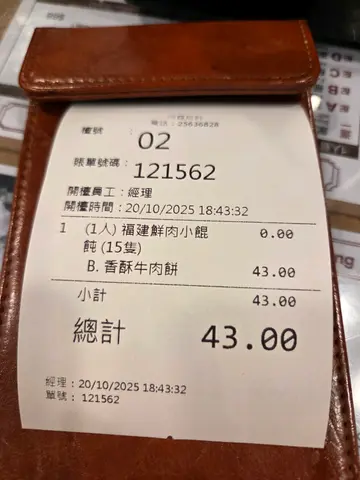 電話：25636828
檯號 : 02
賬單號碼 : 121562
開檯員工：經理
開檯時間：20/10/2025 18:43:32
1 (1人) 福建鮮肉小餛 0.00
飩 (15隻)
B. 香酥牛肉餅 43.00
小計 43.00
總計 43.00
經理：20/10/2025 18:43:32
單號： 121562